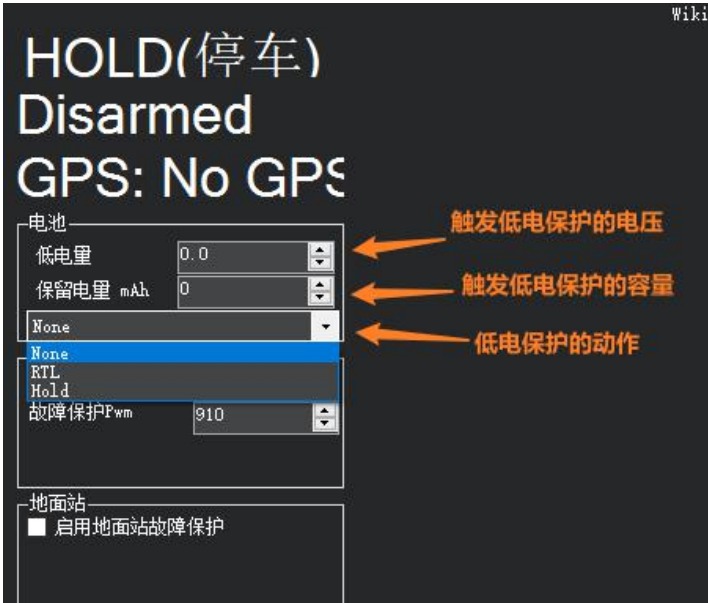 Wiki
HOLD(停车)
Disarmed
GPS: No GPS
电池
低电量 0.0
触发低电保护的电压
保留电量 mAh 0
触发低电保护的容量
None
低电保护的动作
None
RTL
Hold
故障保护Pwm 910
地面站
启用地面站故障保护